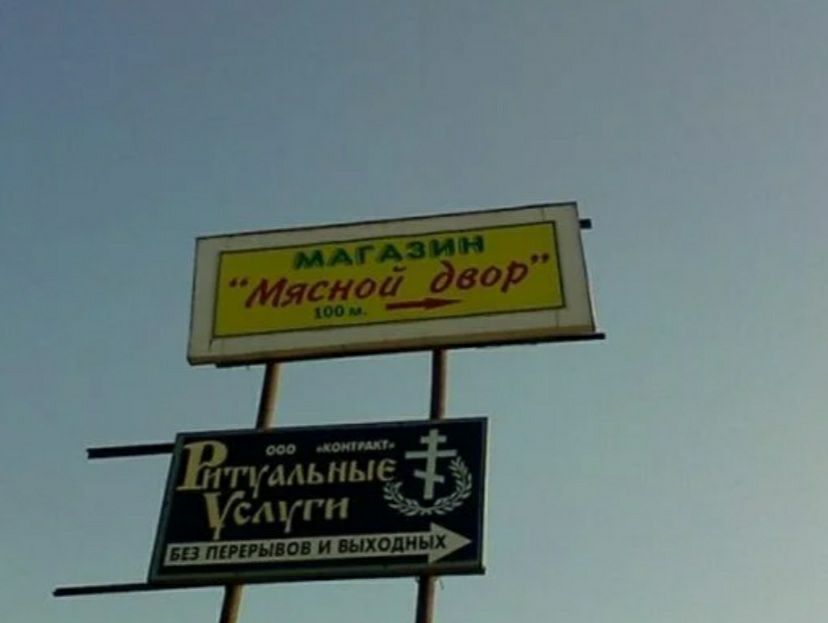 МАГАЗИН
"Мясной двор"
100 м.
ООО «КОНТРАКТ»
Ритуальные
Услуги
БЕЗ ПЕРЕРЫВОВ И ВЫХОДНЫХ